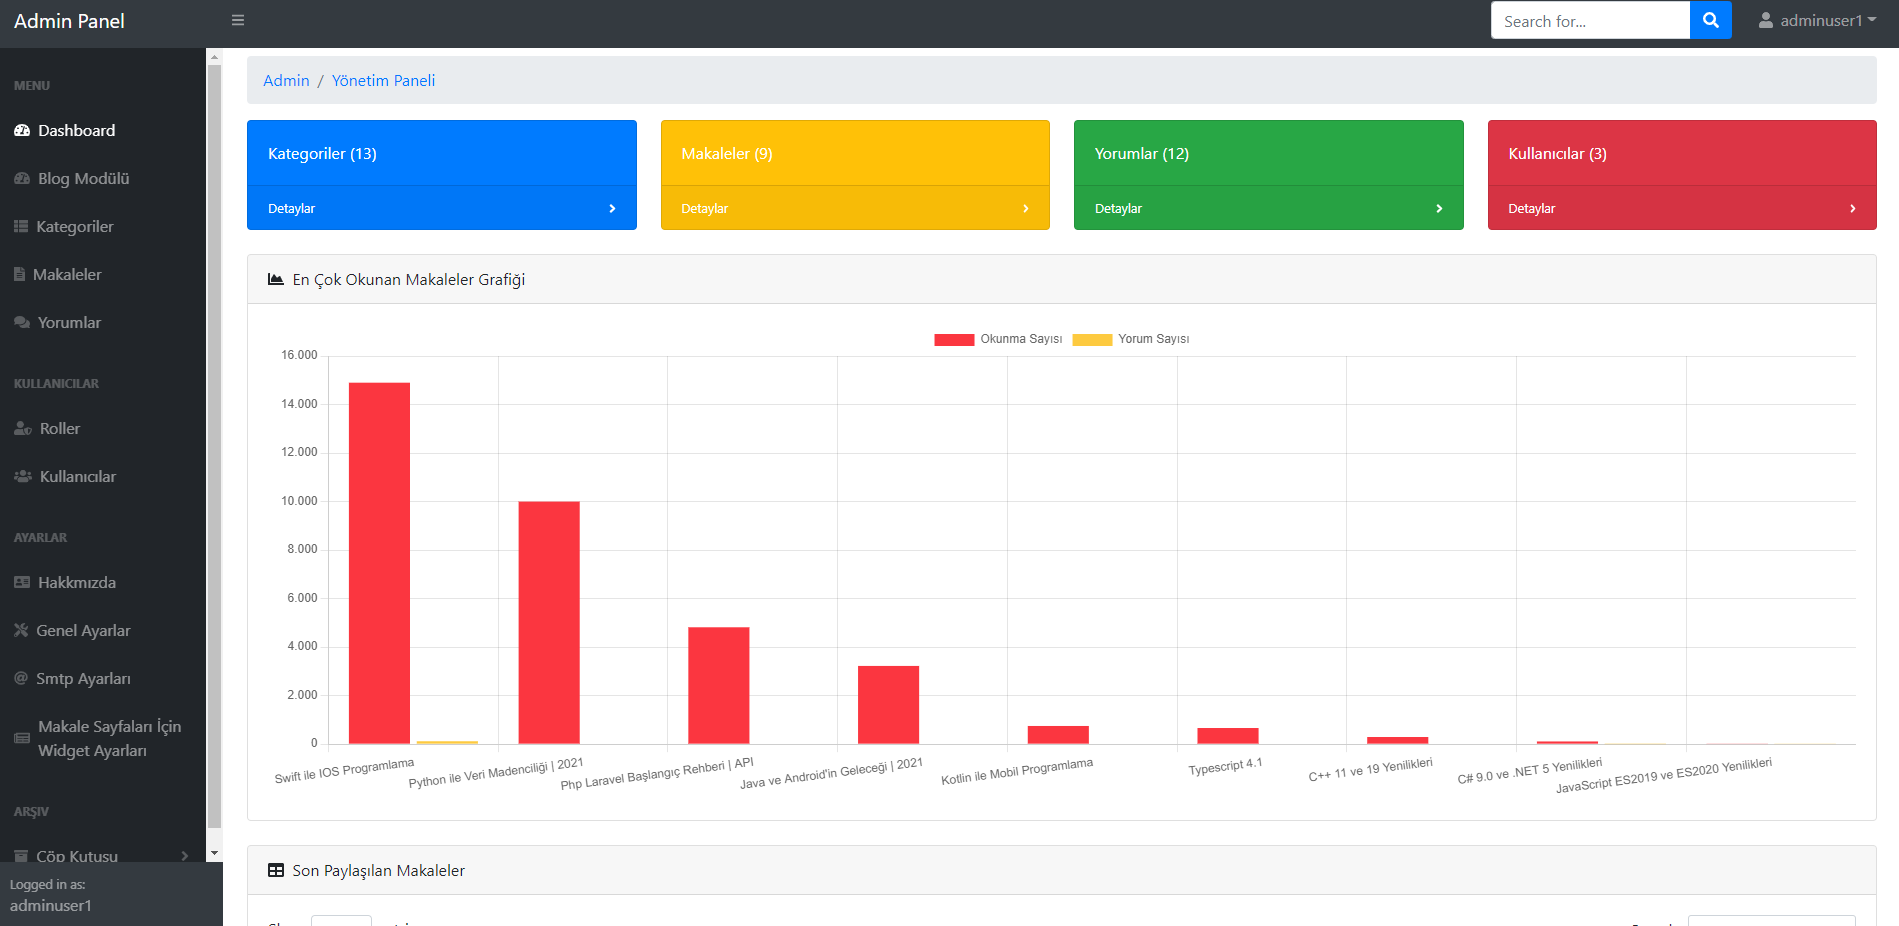 Admin Panel
Search for...
adminuser1
MENU
Dashboard
Blog Modülü
Kategoriler
Makaleler
Yorumlar
KULLANICILAR
Roller
Kullanıcılar
AYARLAR
Hakkmızda
Genel Ayarlar
Smtp Ayarları
Makale Sayfaları İçin
Widget Ayarları
ARŞIV
Çöp Kutusu
Logged in as:
adminuser1
Admin / Yönetim Paneli
Kategoriler (13)
Detaylar
Makaleler (9)
Detaylar
Yorumlar (12)
Detaylar
Kullanıcılar (3)
Detaylar
En Çok Okunan Makaleler Grafiği
Okunma Sayısı
Yorum Sayısı
16.000
14.000
12.000
10.000
8.000
6.000
4.000
2.000
0
Swift ile IOS Programlama
Python ile Veri Madenciliği | 2021
Php Laravel Başlangıç Rehberi | API
Java ve Android'in Geleceği | 2021
Kotlin ile Mobil Programlama
Typescript 4.1
C++ 11 ve 19 Yenilikleri
C# 9.0 ve .NET 5 Yenilikleri
JavaScript ES2019 ve ES2020 Yenilikleri
Son Paylaşılan Makaleler